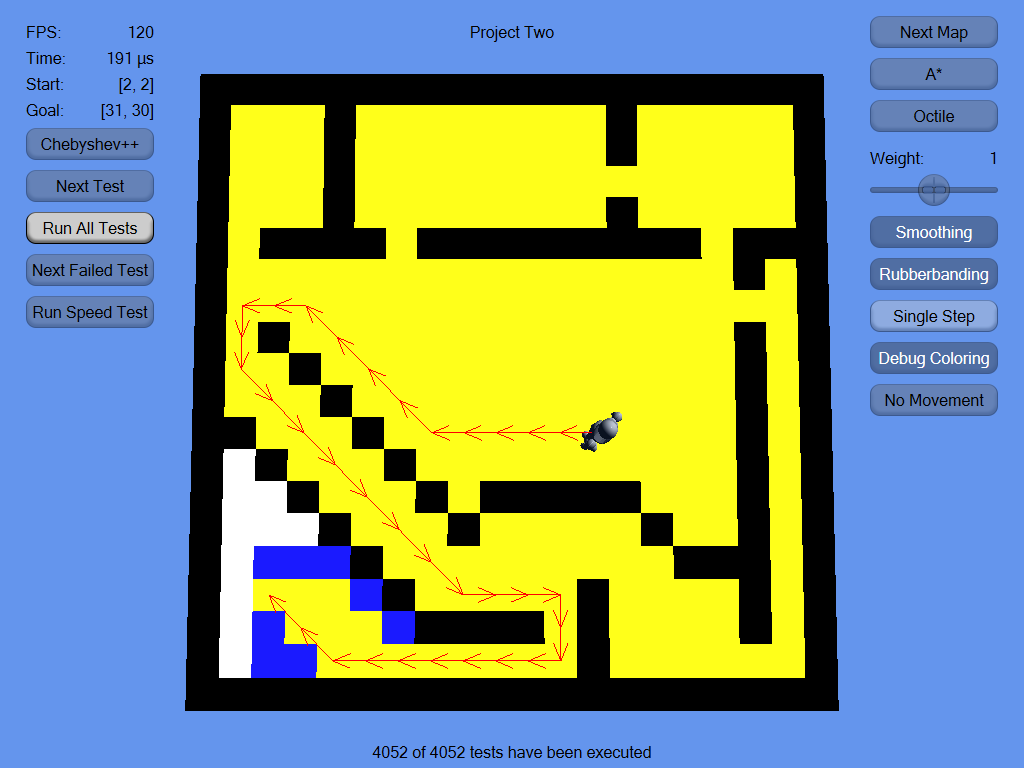 FPS: 120
Time: 191 µs
Start: [2, 2]
Goal: [31, 30]
Chebyshev++
Next Test
Run All Tests
Next Failed Test
Run Speed Test
Project Two
Next Map
A*
Octile
Weight: 1
Smoothing
Rubberbanding
Single Step
Debug Coloring
No Movement
4052 of 4052 tests have been executed